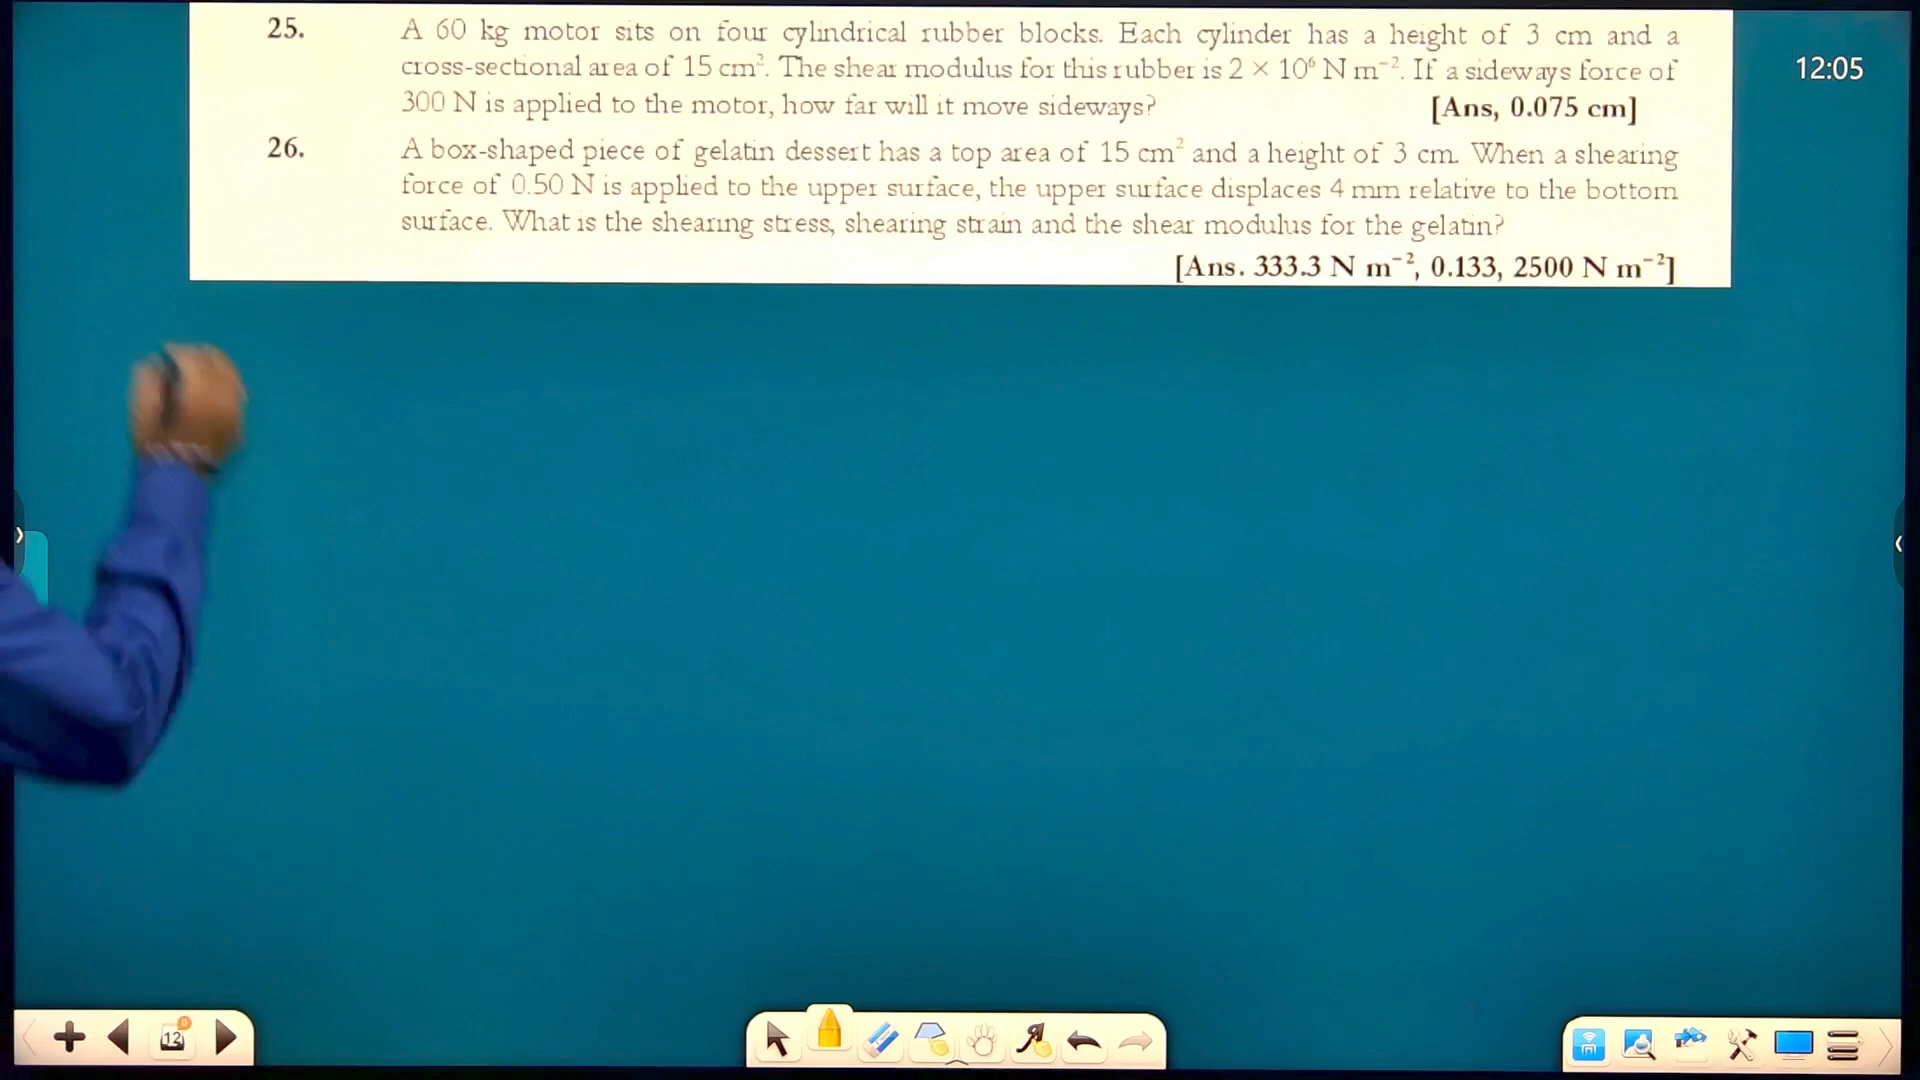 25. A 60 kg motor sits on four cylindrical rubber blocks. Each cylinder has a height of 3 cm and a
cross-sectional area of 15 cm². The shear modulus for this rubber is 2 × 10⁶ N m⁻². If a sideways force of
300 N is applied to the motor, how far will it move sideways? [Ans, 0.075 cm]
26. A box-shaped piece of gelatin dessert has a top area of 15 cm² and a height of 3 cm. When a shearing
force of 0.50 N is applied to the upper surface, the upper surface displaces 4 mm relative to the bottom
surface. What is the shearing stress, shearing strain and the shear modulus for the gelatin?
[Ans. 333.3 N m⁻², 0.133, 2500 N m⁻²]
12:05
12
0